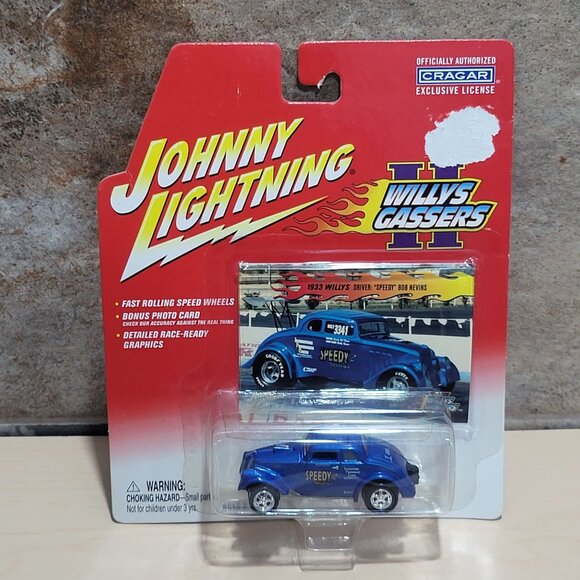 OFFICIALLY AUTHORIZED
CRAGAR
EXCLUSIVE LICENSE
JOHNNY
LIGHTNING
II
WILLYS
GASSERS
1933 WILLYS DRIVER: "SPEEDY" BOB NEVINS
• FAST ROLLING SPEED WHEELS
• BONUS PHOTO CARD
CHECK OUR ACCURACY AGAINST THE REAL THING
• DETAILED RACE-READY
GRAPHICS
3341
SPEEDY
⚠ WARNING:
CHOKING HAZARD—Small part
Not for children under 3 yrs.
SPEEDY